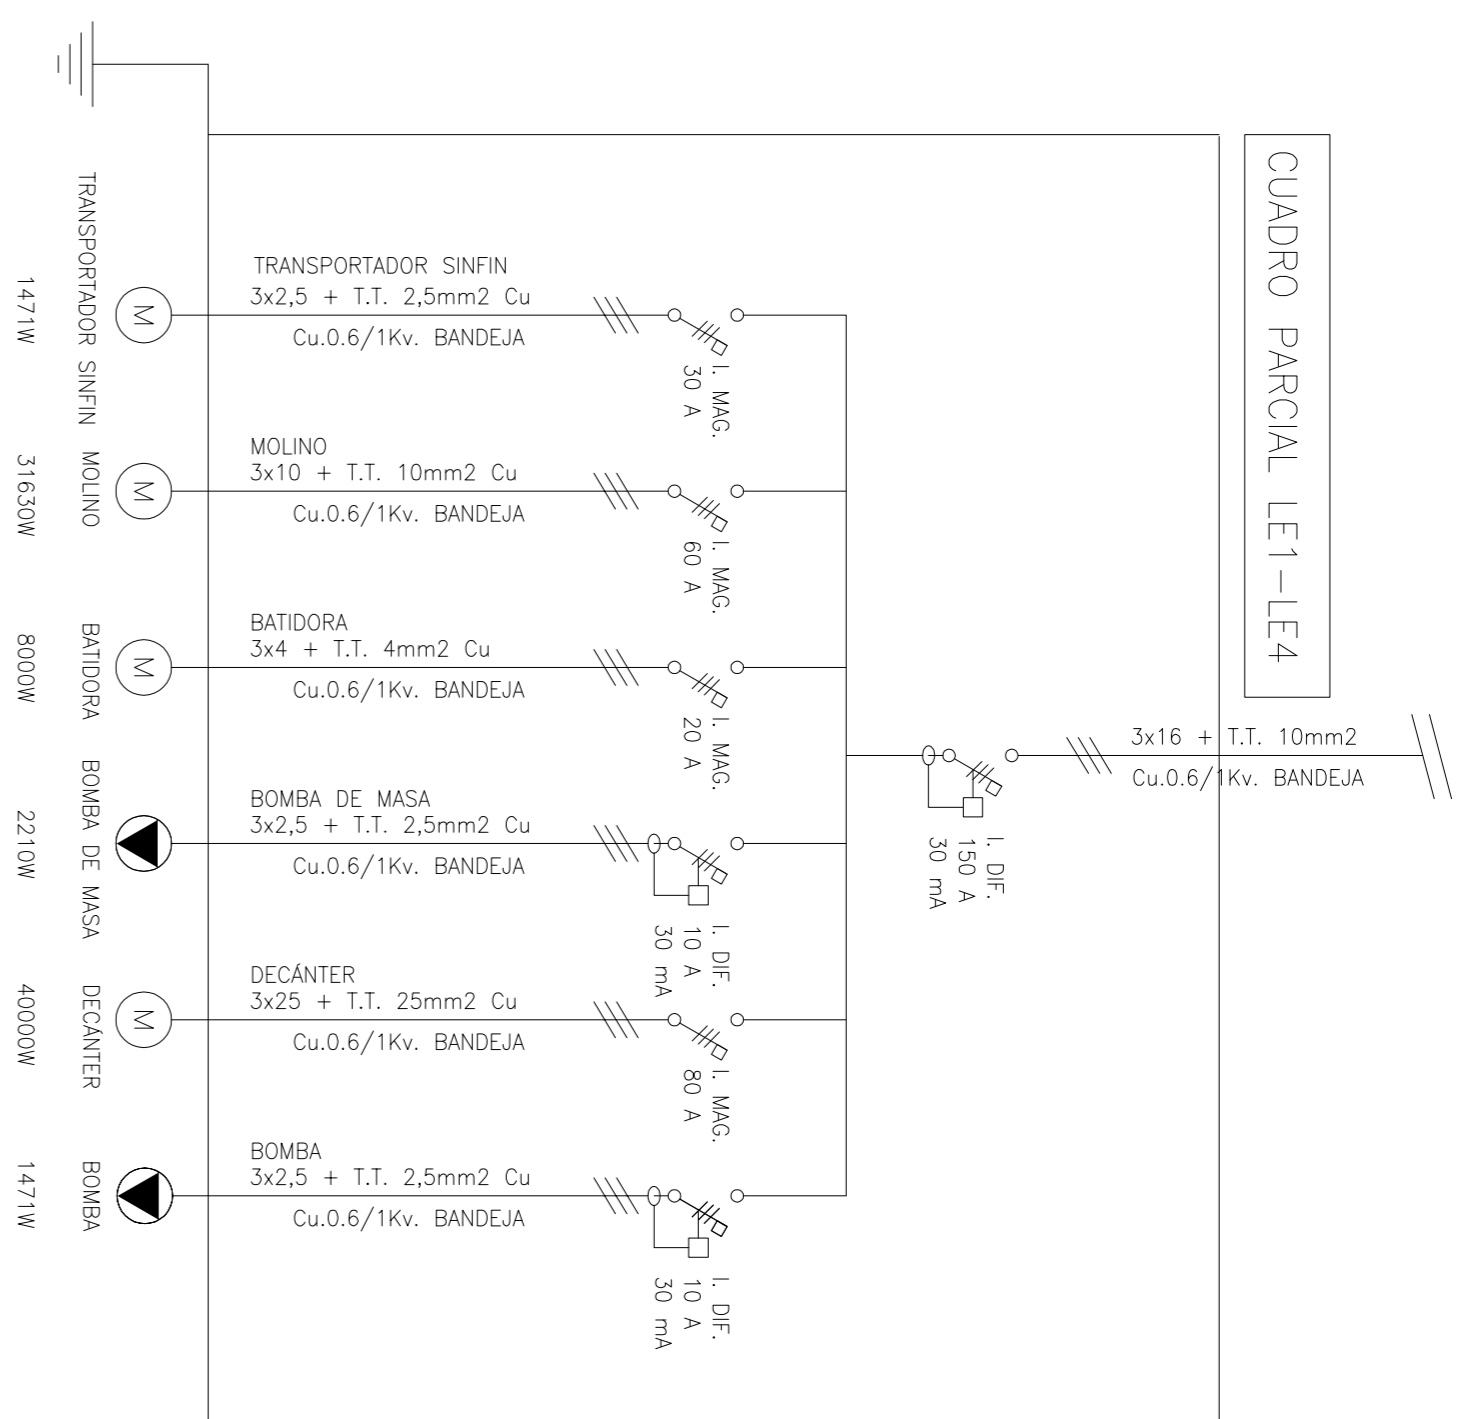 CUADRO PARCIAL LE1-LE4
3x16 + T.T. 10mm2
Cu.0.6/1Kv. BANDEJA
I. DIF.
150 A
30 mA
TRANSPORTADOR SINFIN
3x2,5 + T.T. 2,5mm2 Cu
Cu.0.6/1Kv. BANDEJA
I. MAG.
30 A
TRANSPORTADOR SINFIN
1471W
MOLINO
3x10 + T.T. 10mm2 Cu
Cu.0.6/1Kv. BANDEJA
I. MAG.
60 A
MOLINO
31630W
BATIDORA
3x4 + T.T. 4mm2 Cu
Cu.0.6/1Kv. BANDEJA
I. MAG.
20 A
BATIDORA
8000W
BOMBA DE MASA
3x2,5 + T.T. 2,5mm2 Cu
Cu.0.6/1Kv. BANDEJA
I. DIF.
10 A
30 mA
BOMBA DE MASA
2210W
DECÁNTER
3x25 + T.T. 25mm2 Cu
Cu.0.6/1Kv. BANDEJA
I. MAG.
80 A
DECÁNTER
40000W
BOMBA
3x2,5 + T.T. 2,5mm2 Cu
Cu.0.6/1Kv. BANDEJA
I. DIF.
10 A
30 mA
BOMBA
1471W
M
M
M
M